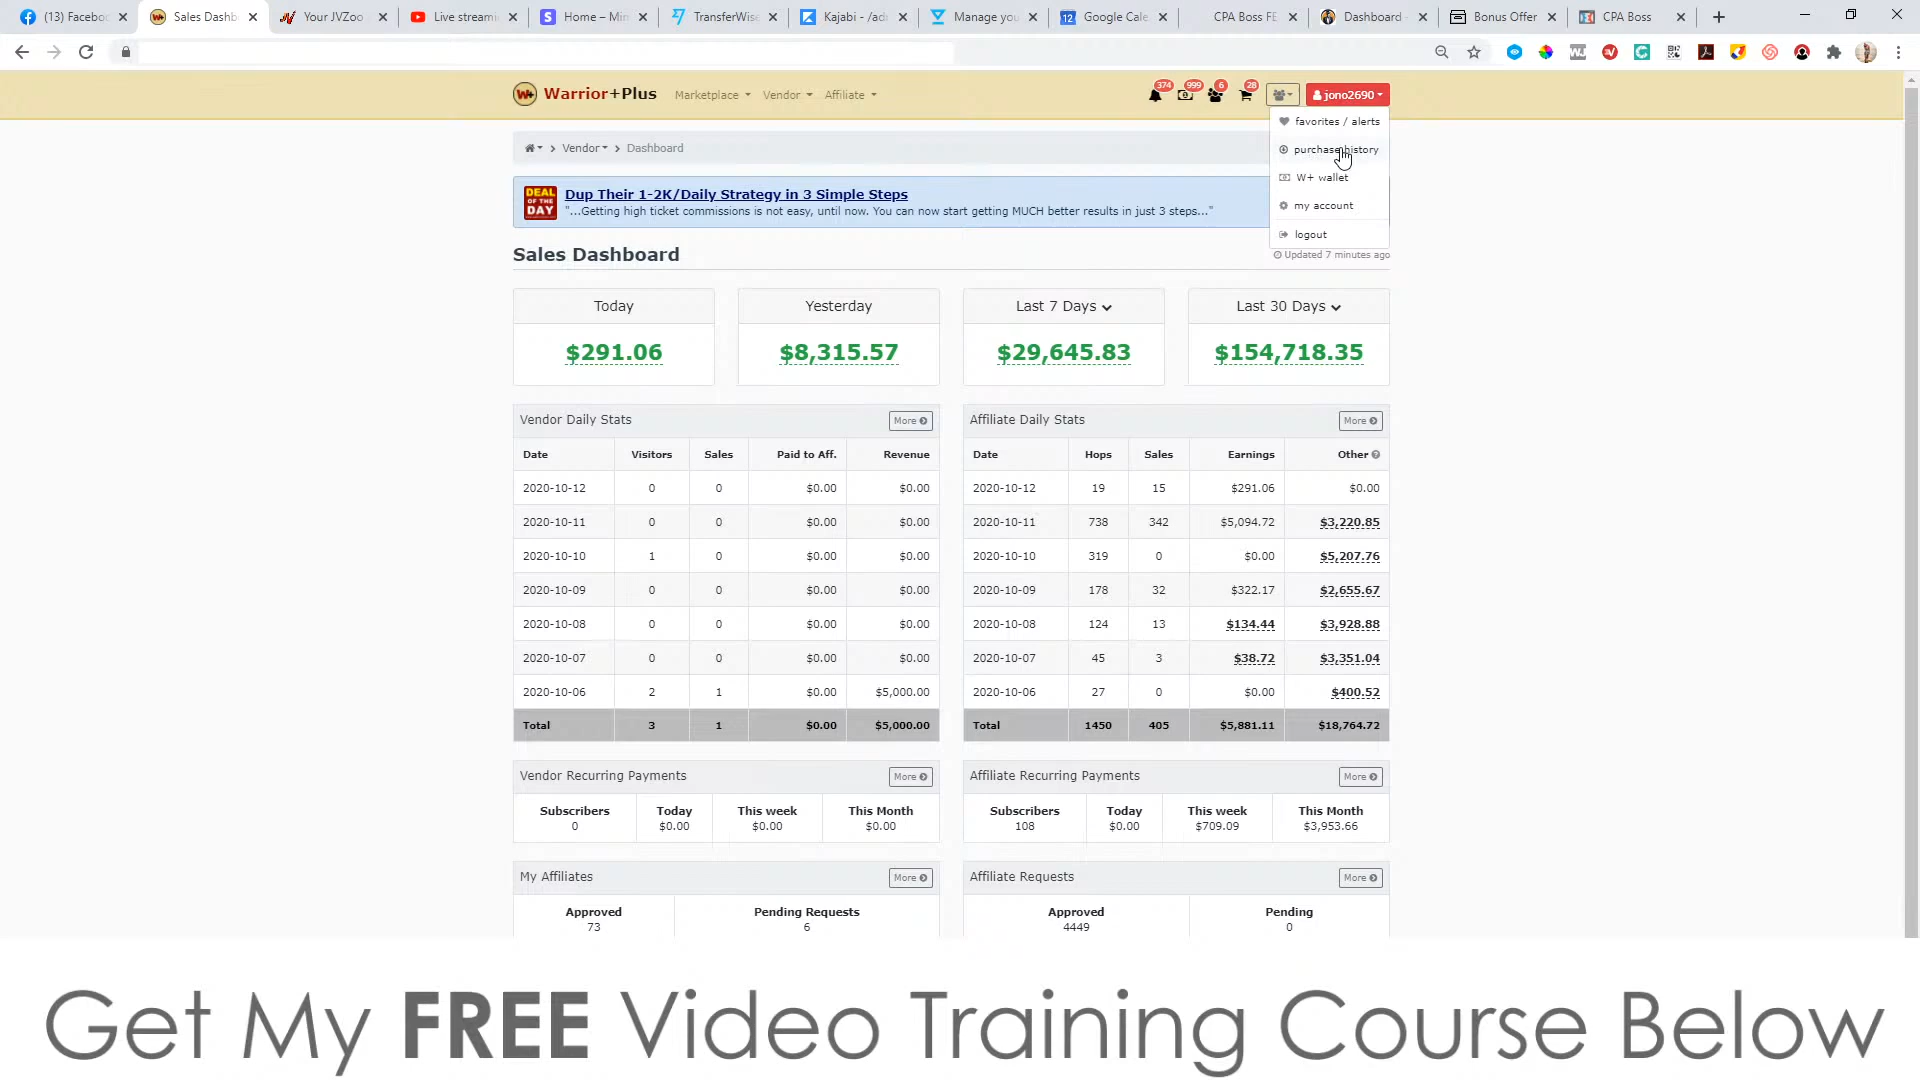 (13) Facebo
Sales Dashb
Your JVZoo
Live streami
Home – Min
TransferWise
Kajabi - /ad
Manage you
Google Cale
CPA Boss FE
Dashboard -
Bonus Offer
CPA Boss
Warrior+Plus
Marketplace
Vendor
Affiliate
374
999
6
28
jono2690
favorites / alerts
purchase history
W+ wallet
my account
logout
Vendor
Dashboard
DEAL OF THE DAY
Dup Their 1-2K/Daily Strategy in 3 Simple Steps
"...Getting high ticket commissions is not easy, until now. You can now start getting MUCH better results in just 3 steps..."
Sales Dashboard
Updated 7 minutes ago
Today Yesterday Last 7 Days Last 30 Days
$291.06 $8,315.57 $29,645.83 $154,718.35
Vendor Daily Stats More
Date Visitors Sales Paid to Aff. Revenue
2020-10-12 0 0 $0.00 $0.00
2020-10-11 0 0 $0.00 $0.00
2020-10-10 1 0 $0.00 $0.00
2020-10-09 0 0 $0.00 $0.00
2020-10-08 0 0 $0.00 $0.00
2020-10-07 0 0 $0.00 $0.00
2020-10-06 2 1 $0.00 $5,000.00
Total 3 1 $0.00 $5,000.00
Affiliate Daily Stats More
Date Hops Sales Earnings Other
2020-10-12 19 15 $291.06 $0.00
2020-10-11 738 342 $5,094.72 $3,220.85
2020-10-10 319 0 $0.00 $5,207.76
2020-10-09 178 32 $322.17 $2,655.67
2020-10-08 124 13 $134.44 $3,928.88
2020-10-07 45 3 $38.72 $3,351.04
2020-10-06 27 0 $0.00 $400.52
Total 1450 405 $5,881.11 $18,764.72
Vendor Recurring Payments More
Subscribers Today This week This Month
0 $0.00 $0.00 $0.00
Affiliate Recurring Payments More
Subscribers Today This week This Month
108 $0.00 $709.09 $3,953.66
My Affiliates More
Approved Pending Requests
73 6
Affiliate Requests More
Approved Pending
4449 0
Get My FREE Video Training Course Below